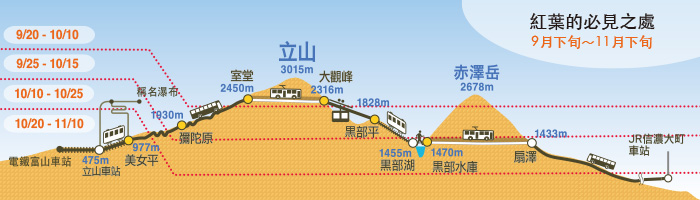 紅葉的必見之處
9月下旬～11月下旬
9/20 - 10/10
9/25 - 10/15
10/10 - 10/25
10/20 - 11/10
立山
3015m
室堂
2450m
大觀峰
2316m
赤澤岳
2678m
稱名瀑布
1930m
彌陀原
1828m
黑部平
977m
美女平
電鐵富山車站
475m
立山車站
1455m
黑部湖
1470m
黑部水庫
1433m
扇澤
JR信濃大町
車站